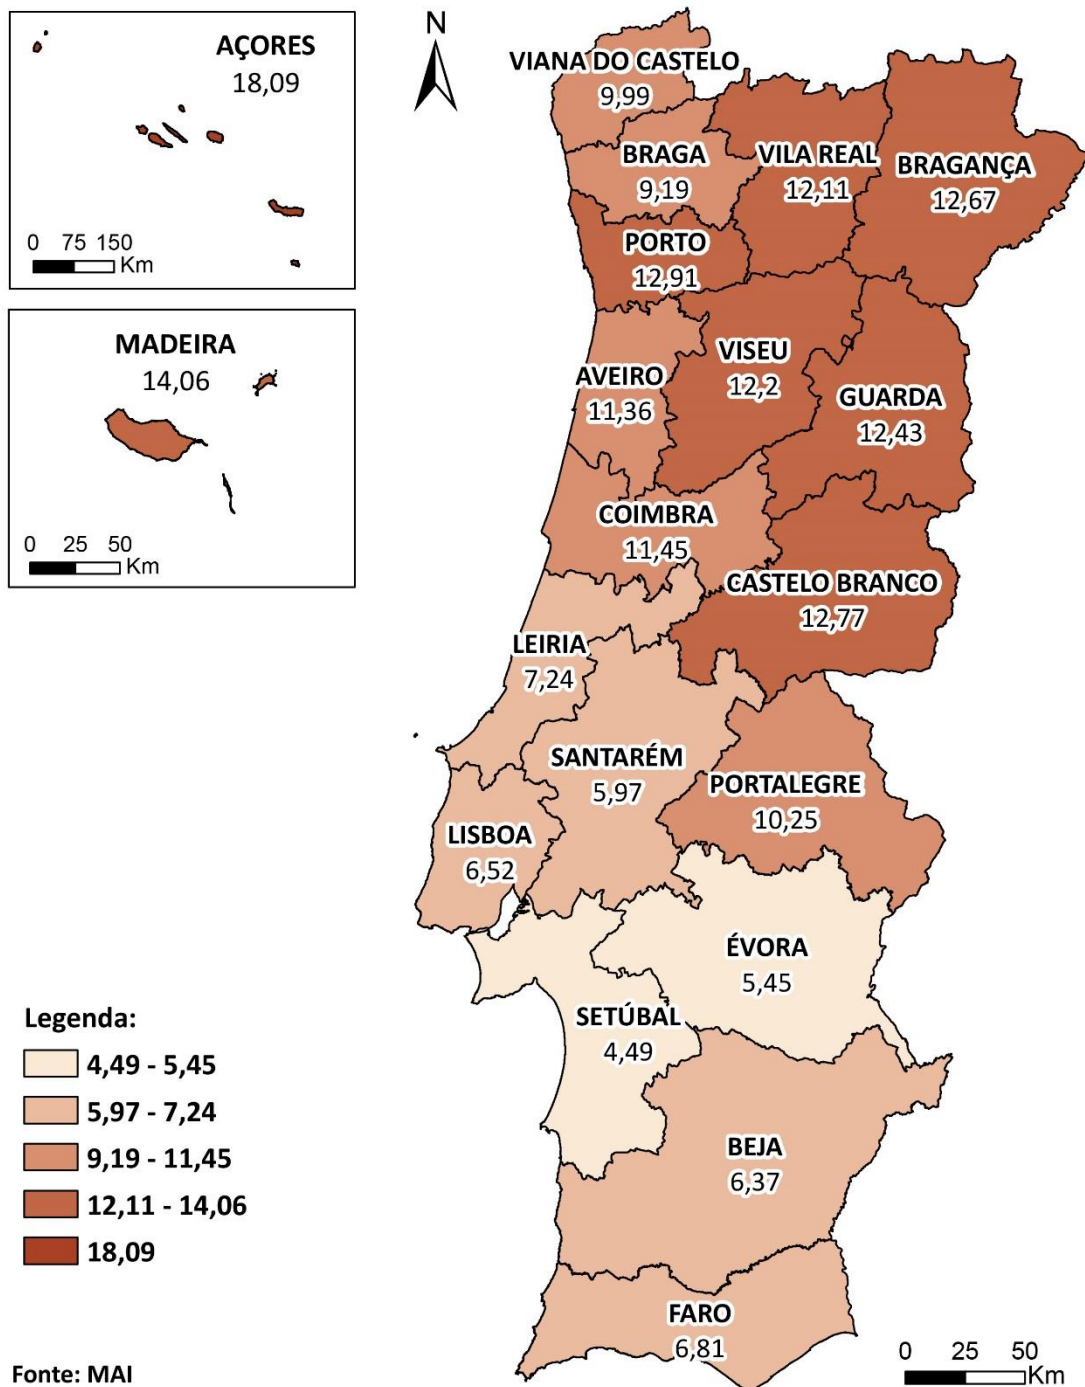 AÇORES
18,09
0 75 150
Km
MADEIRA
14,06
0 25 50
Km
N
VIANA DO CASTELO
9,99
BRAGA
9,19
VILA REAL
12,11
BRAGANÇA
12,67
PORTO
12,91
AVEIRO
11,36
VISEU
12,2
GUARDA
12,43
COIMBRA
11,45
CASTELO BRANCO
12,77
LEIRIA
7,24
SANTARÉM
5,97
PORTALEGRE
10,25
LISBOA
6,52
ÉVORA
5,45
SETÚBAL
4,49
BEJA
6,37
FARO
6,81
Legenda:
4,49 - 5,45
5,97 - 7,24
9,19 - 11,45
12,11 - 14,06
18,09
Fonte: MAI
0 25 50
Km